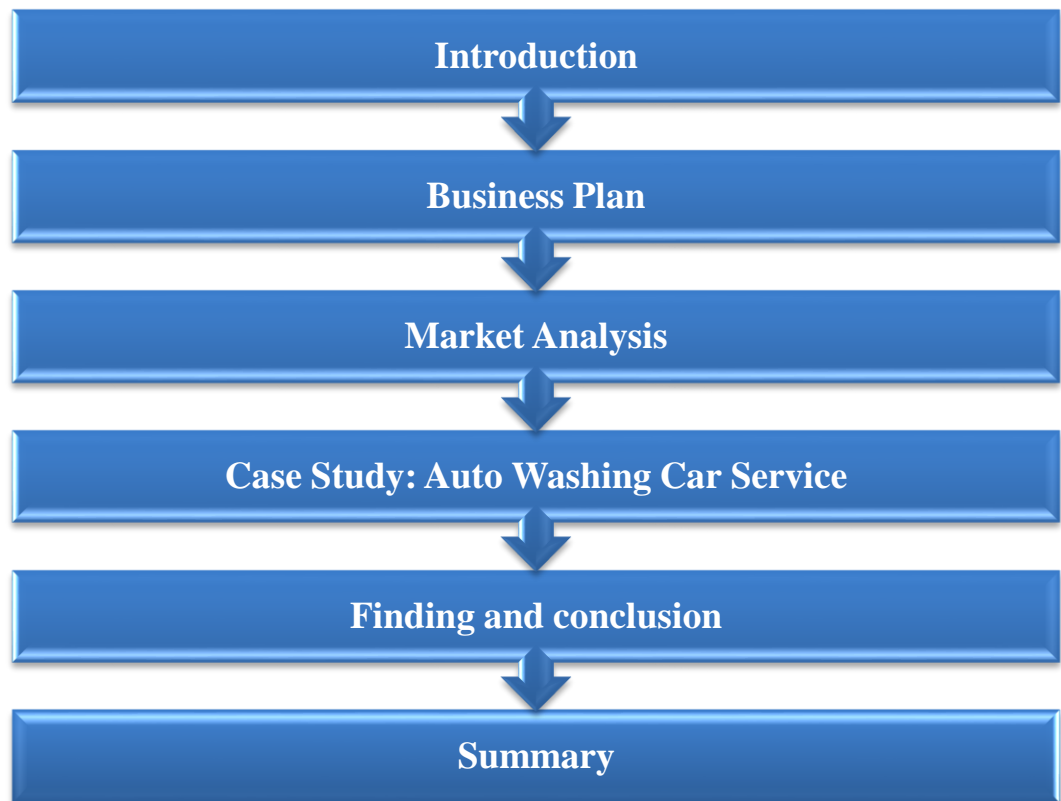 Introduction
Business Plan
Market Analysis
Case Study: Auto Washing Car Service
Finding and conclusion
Summary